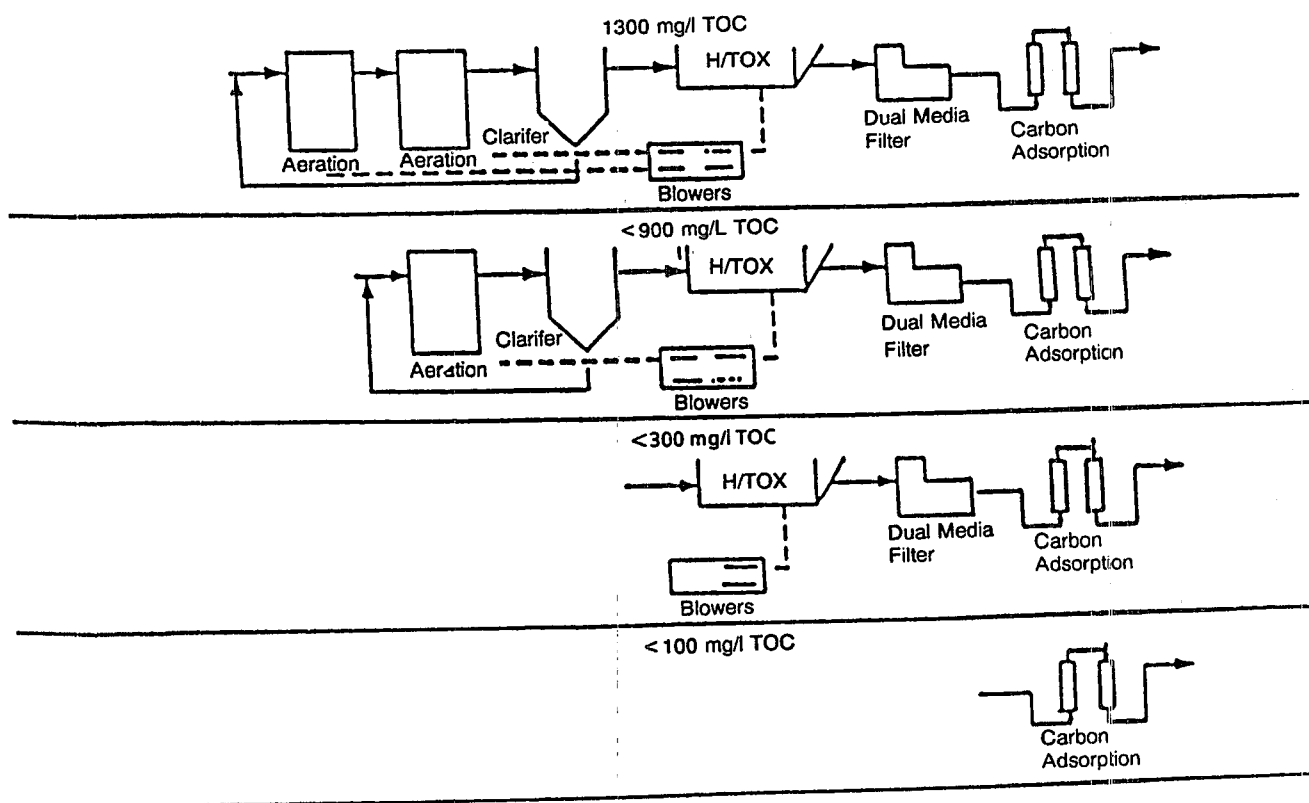 1300 mg/l TOC
H/TOX
Clarifer
Aeration
Aeration
Blowers
Dual Media
Filter
Carbon
Adsorption
<900 mg/L TOC
H/TOX
Clarifer
Aeration
Blowers
Dual Media
Filter
Carbon
Adsorption
<300 mg/l TOC
H/TOX
Blowers
Dual Media
Filter
Carbon
Adsorption
<100 mg/l TOC
Carbon
Adsorption